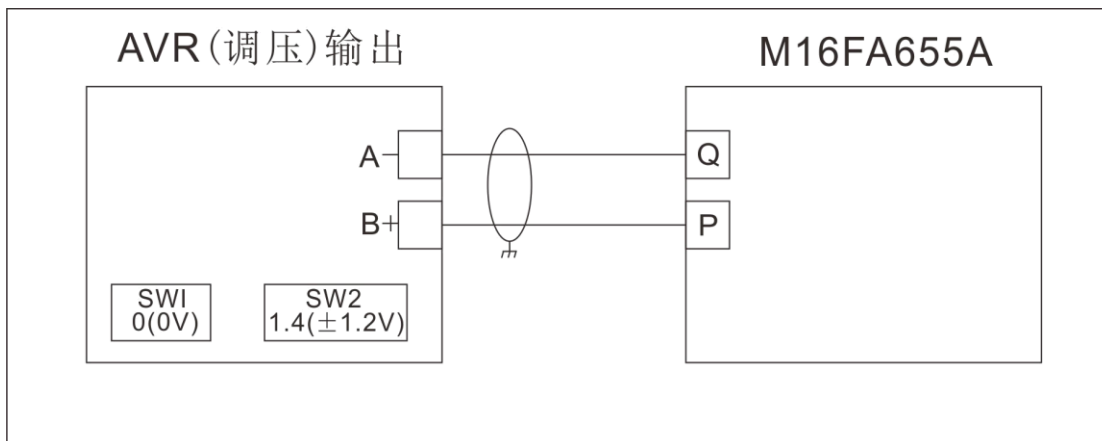 AVR(调压)输出
M16FA655A
A-
Q
B+
P
SWI
0(0V)
SW2
1.4(±1.2V)